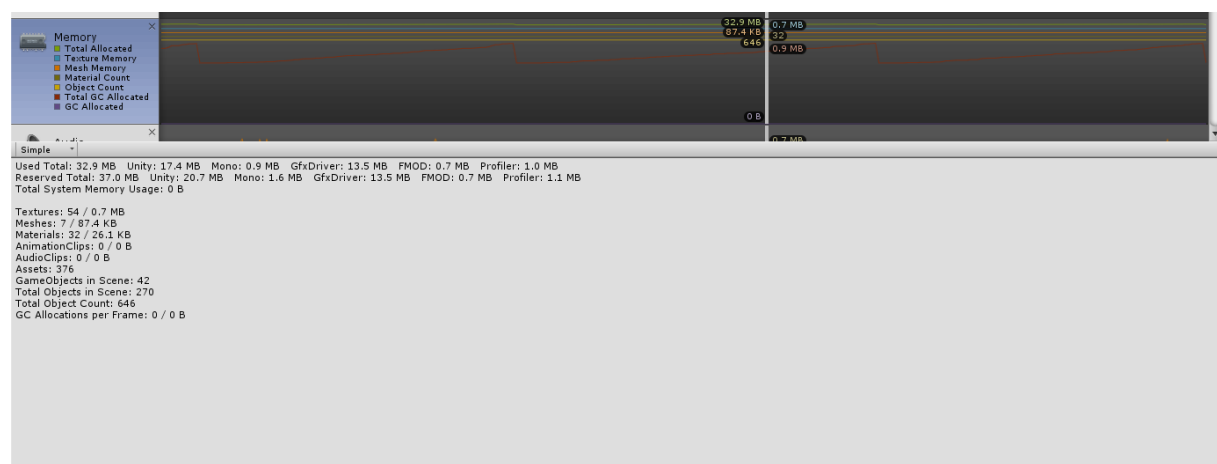 Memory
Total Allocated
Texture Memory
Mesh Memory
Material Count
Object Count
Total GC Allocated
GC Allocated
32.9 MB
0.7 MB
87.4 KB
32
646
0.9 MB
0 B
0.7 MB
Simple
Used Total: 32.9 MB Unity: 17.4 MB Mono: 0.9 MB GfxDriver: 13.5 MB FMOD: 0.7 MB Profiler: 1.0 MB
Reserved Total: 37.0 MB Unity: 20.7 MB Mono: 1.6 MB GfxDriver: 13.5 MB FMOD: 0.7 MB Profiler: 1.1 MB
Total System Memory Usage: 0 B
Textures: 54 / 0.7 MB
Meshes: 7 / 87.4 KB
Materials: 32 / 26.1 KB
AnimationClips: 0 / 0 B
AudioClips: 0 / 0 B
Assets: 376
GameObjects in Scene: 42
Total Objects in Scene: 270
Total Object Count: 646
GC Allocations per Frame: 0 / 0 B